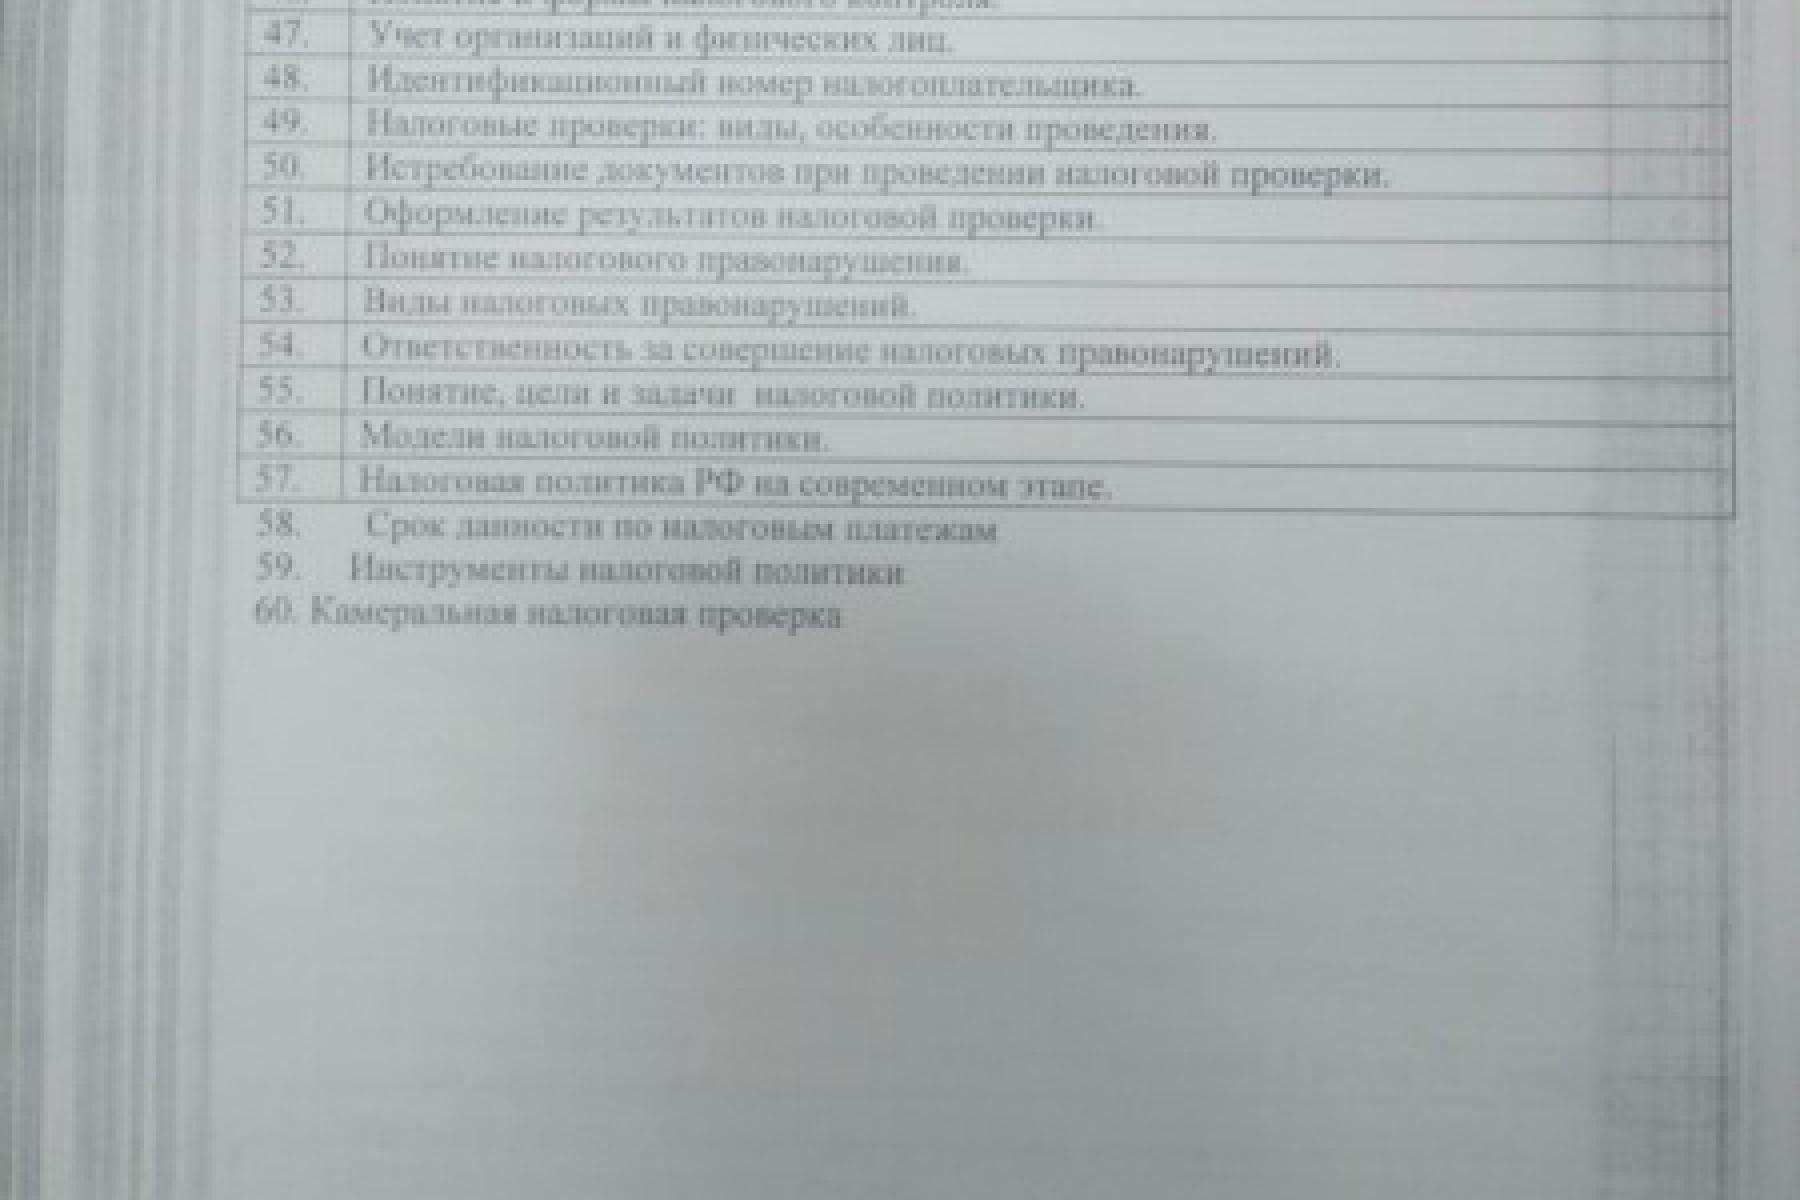 формы налогового контроля.
47. Учет организаций и физических лиц.
48. Идентификационный номер налогоплательщика.
49. Налоговые проверки: виды, особенности проведения.
50. Истребование документов при проведении налоговой проверки.
51. Оформление результатов налоговой проверки.
52. Понятие налогового правонарушения.
53. Виды налоговых правонарушений.
54. Ответственность за совершение налоговых правонарушений.
55. Понятие, цели и задачи налоговой политики.
56. Модели налоговой политики.
57. Налоговая политика РФ на современном этапе.
58. Срок давности по налоговым платежам
59. Инструменты налоговой политики
60. Камеральная налоговая проверка